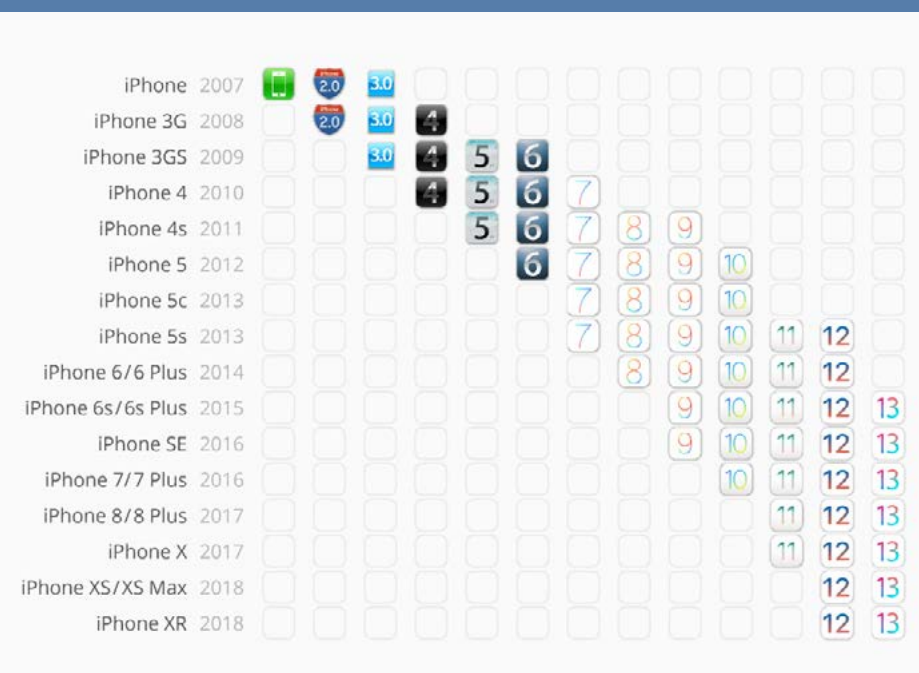 iPhone 2007 iPhone 2.0 3.0
iPhone 3G 2008 iPhone 2.0 3.0 4
iPhone 3GS 2009 3.0 4 5 6
iPhone 4 2010 4 5 6 7
iPhone 4s 2011 5 6 7 8 9
iPhone 5 2012 6 7 8 9 10
iPhone 5c 2013 7 8 9 10
iPhone 5s 2013 7 8 9 10 11 12
iPhone 6/6 Plus 2014 8 9 10 11 12
iPhone 6s/6s Plus 2015 9 10 11 12 13
iPhone SE 2016 9 10 11 12 13
iPhone 7/7 Plus 2016 10 11 12 13
iPhone 8/8 Plus 2017 11 12 13
iPhone X 2017 11 12 13
iPhone XS/XS Max 2018 12 13
iPhone XR 2018 12 13